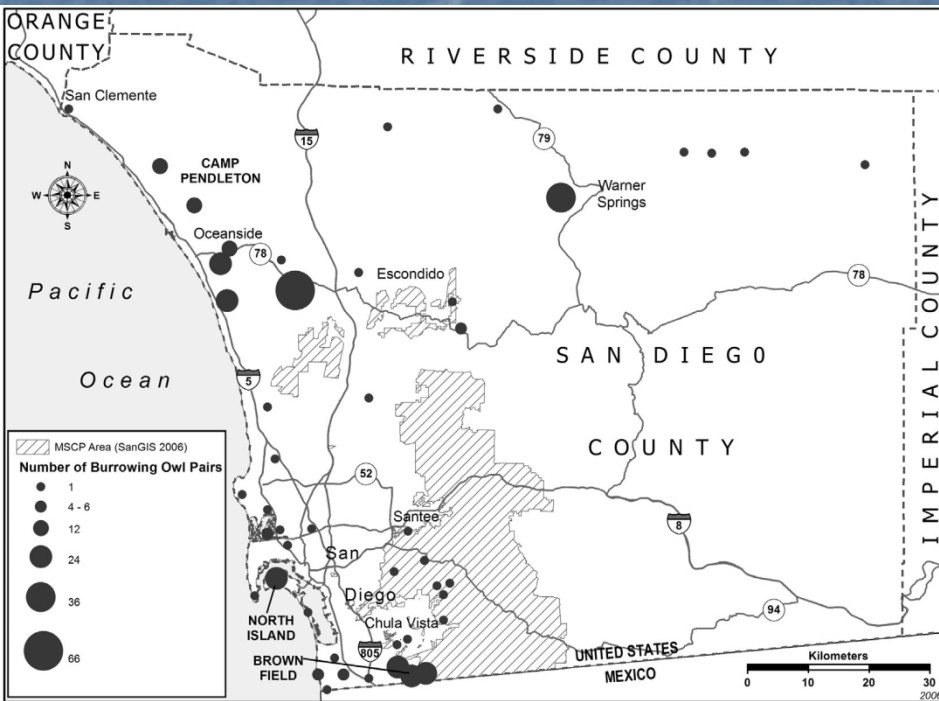 ORANGE
COUNTY
RIVERSIDE COUNTY
San Clemente
15
79
CAMP
PENDLETON
N
W E
S
Warner
Springs
Oceanside
78
Escondido
78
Pacific
Ocean
SAN DIEGO
COUNTY
IMPERIAL COUNTY
5
MSCP Area (SanGIS 2006)
Number of Burrowing Owl Pairs
1
4 - 6
12
24
36
66
52
Santee
8
San
Diego
NORTH
ISLAND
Chula Vista
805
94
BROWN
FIELD
UNITED STATES
MEXICO
Kilometers
0 10 20 30
2006